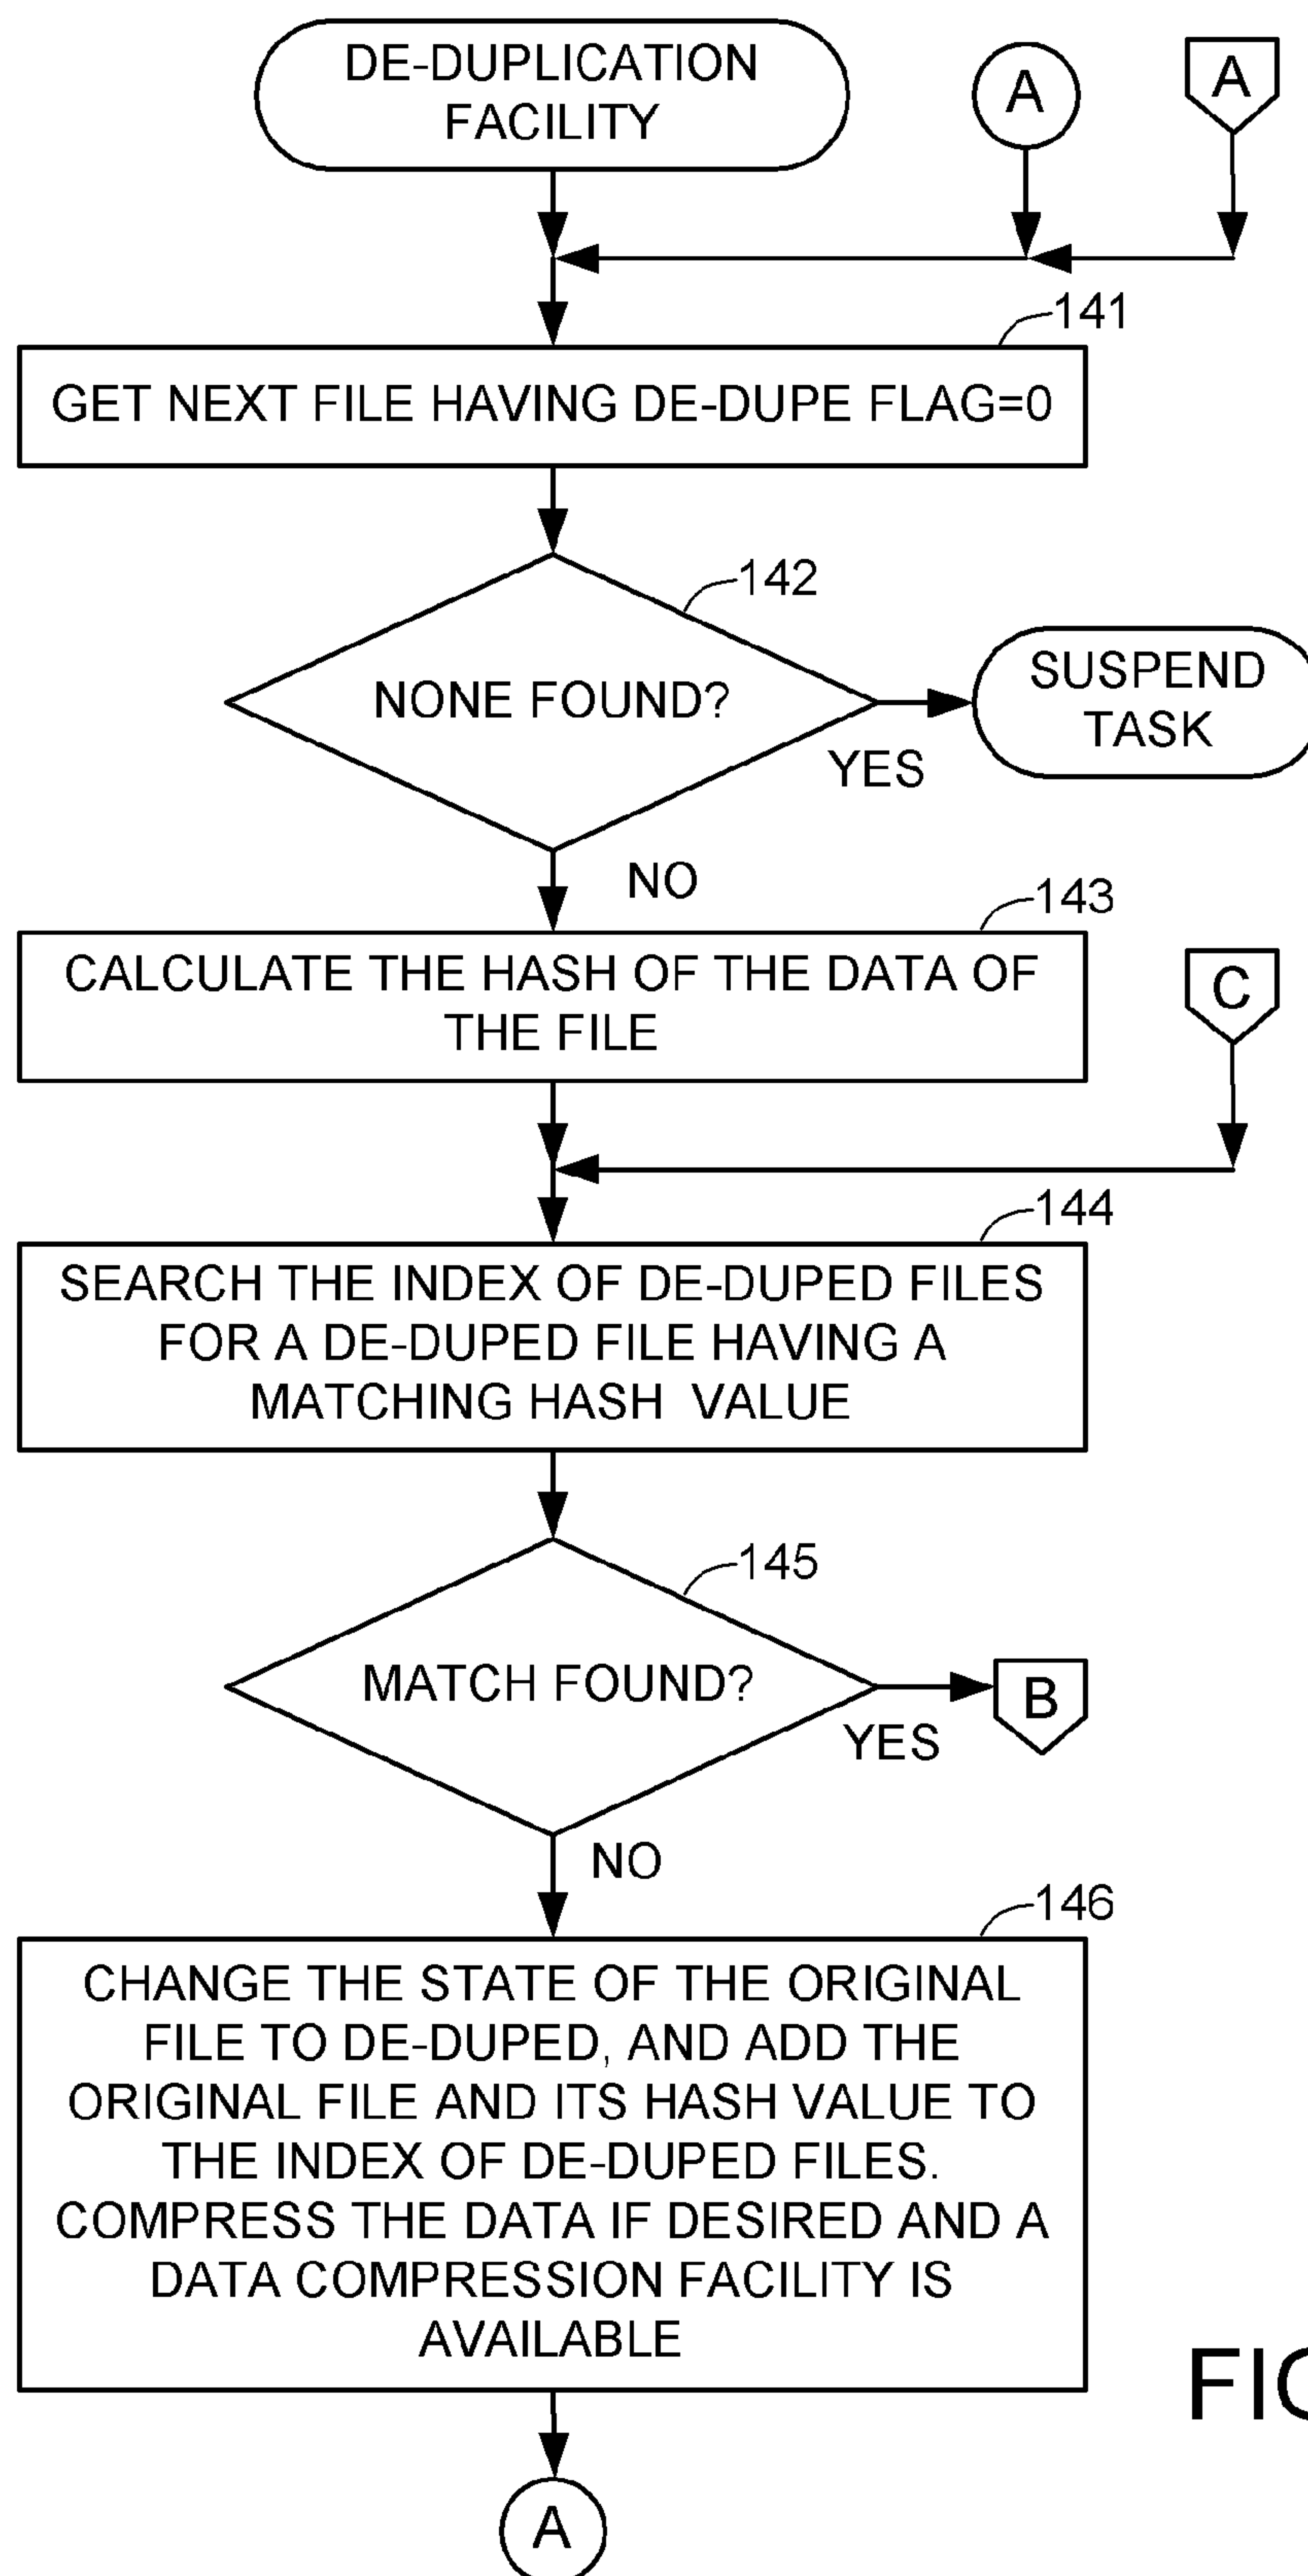 DE-DUPLICATION
FACILITY
A
A
141
GET NEXT FILE HAVING DE-DUPE FLAG=0
142
NONE FOUND?
SUSPEND
TASK
YES
NO
143
CALCULATE THE HASH OF THE DATA OF
THE FILE
C
144
SEARCH THE INDEX OF DE-DUPED FILES
FOR A DE-DUPED FILE HAVING A
MATCHING HASH VALUE
145
MATCH FOUND?
B
YES
NO
146
CHANGE THE STATE OF THE ORIGINAL
FILE TO DE-DUPED, AND ADD THE
ORIGINAL FILE AND ITS HASH VALUE TO
THE INDEX OF DE-DUPED FILES.
COMPRESS THE DATA IF DESIRED AND A
DATA COMPRESSION FACILITY IS
AVAILABLE
A